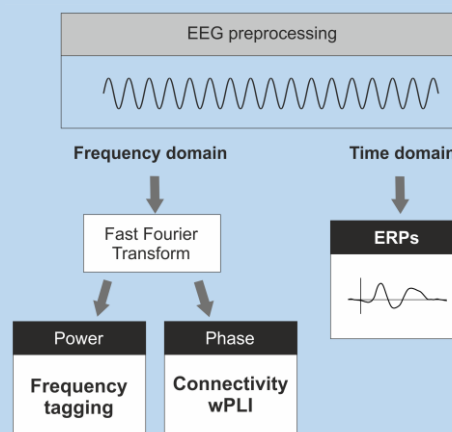 EEG preprocessing
Frequency domain
Time domain
Fast Fourier
Transform
ERPs
Power
Phase
Frequency
tagging
Connectivity
wPLI